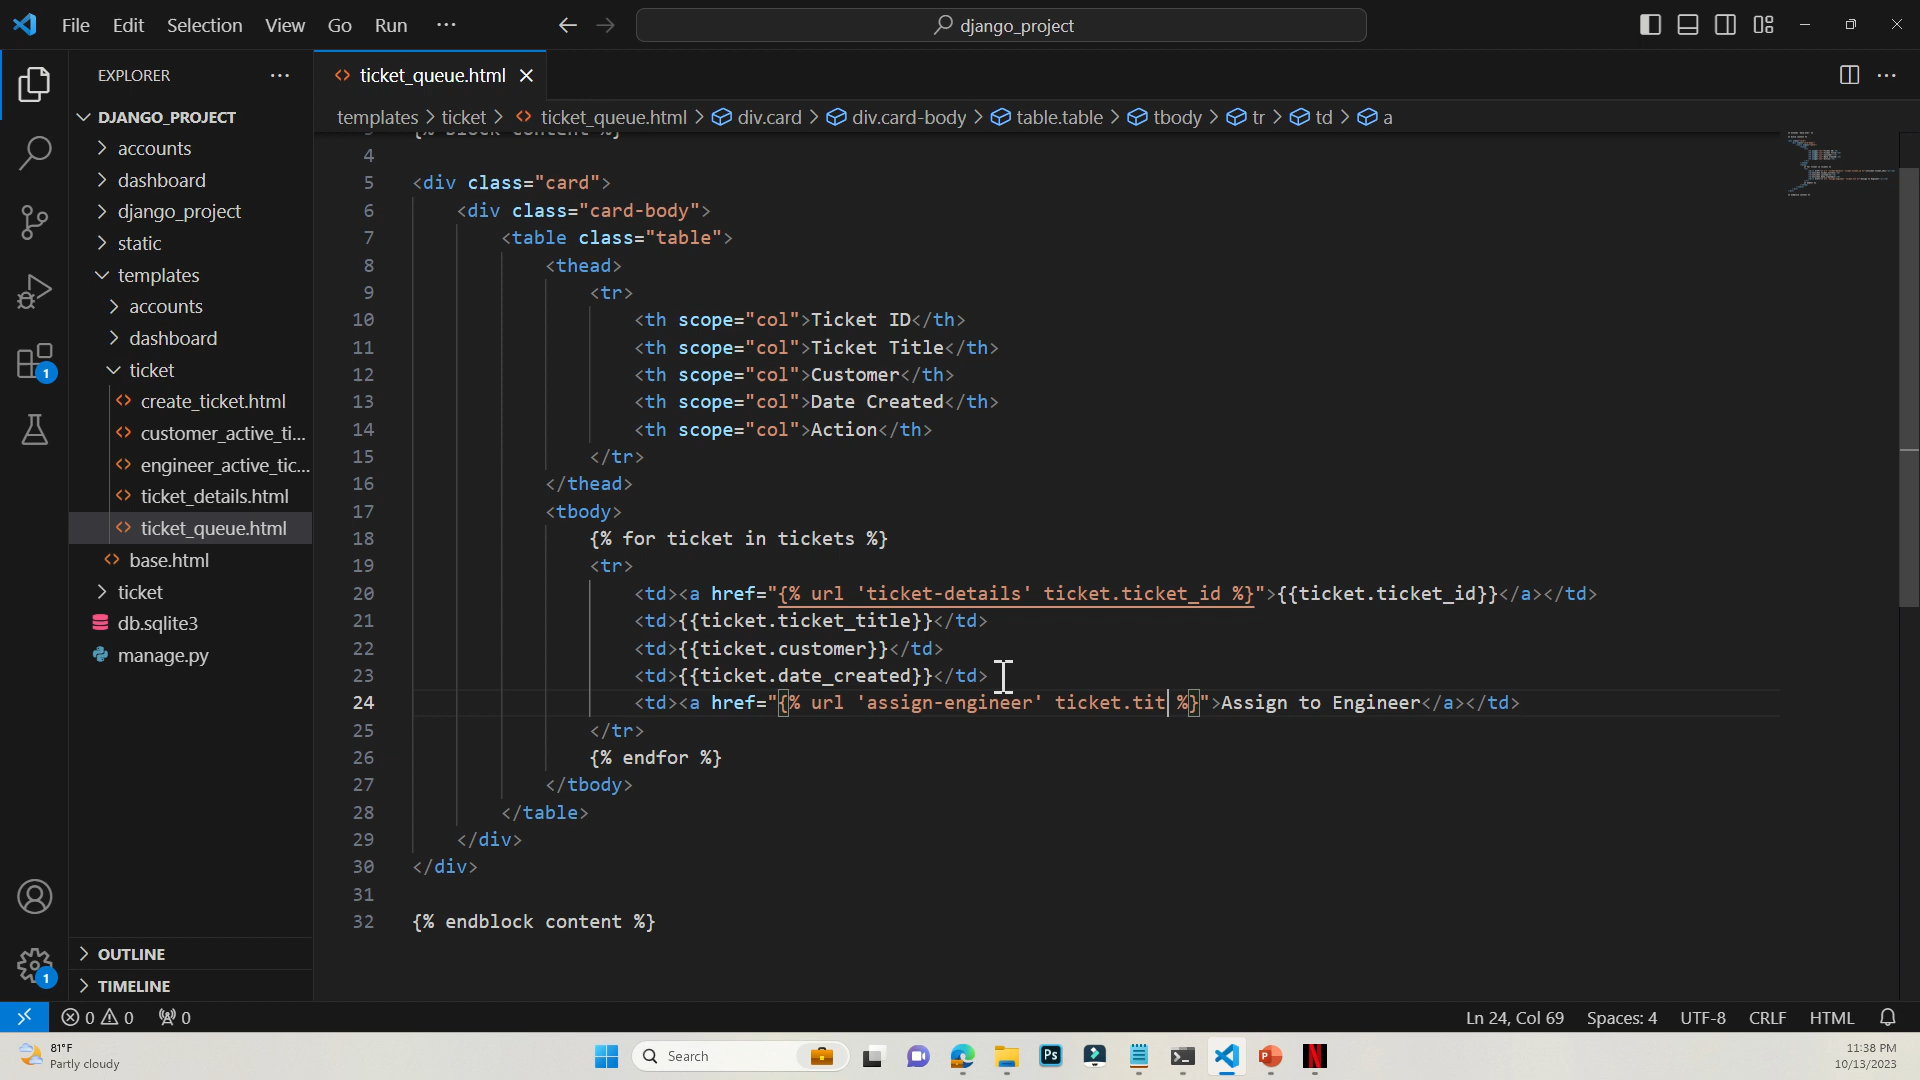 File Edit Selection View Go Run ··· django_project
EXPLORER ···
ticket_queue.html
templates > ticket > ticket_queue.html > div.card > div.card-body > table.table > tbody > tr > td > a
DJANGO_PROJECT
accounts
dashboard
django_project
static
templates
accounts
dashboard
ticket
create_ticket.html
customer_active_ti...
engineer_active_tic...
ticket_details.html
ticket_queue.html
base.html
ticket
db.sqlite3
manage.py
OUTLINE
TIMELINE
{% block content %}
4
5 <div class="card">
6 <div class="card-body">
7 <table class="table">
8 <thead>
9 <tr>
10 <th scope="col">Ticket ID</th>
11 <th scope="col">Ticket Title</th>
12 <th scope="col">Customer</th>
13 <th scope="col">Date Created</th>
14 <th scope="col">Action</th>
15 </tr>
16 </thead>
17 <tbody>
18 {% for ticket in tickets %}
19 <tr>
20 <td><a href="{% url 'ticket-details' ticket.ticket_id %}">{{ticket.ticket_id}}</a></td>
21 <td>{{ticket.ticket_title}}</td>
22 <td>{{ticket.customer}}</td>
23 <td>{{ticket.date_created}}</td>
24 <td><a href="{% url 'assign-engineer' ticket.tit %}">Assign to Engineer</a></td>
25 </tr>
26 {% endfor %}
27 </tbody>
28 </table>
29 </div>
30 </div>
31
32 {% endblock content %}
1
1
0 0 0
Ln 24, Col 69 Spaces: 4 UTF-8 CRLF HTML
81°F
Partly cloudy
Search
Ps
11:38 PM
10/13/2023